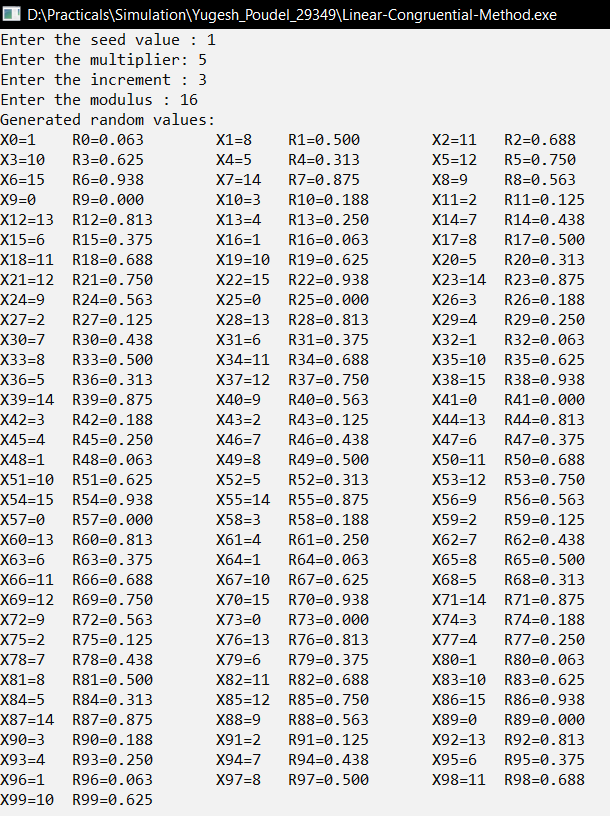 D:\Practicals\Simulation\Yugesh_Poudel_29349\Linear-Congruential-Method.exe
Enter the seed value : 1
Enter the multiplier: 5
Enter the increment : 3
Enter the modulus : 16
Generated random values:
X0=1 R0=0.063 X1=8 R1=0.500 X2=11 R2=0.688
X3=10 R3=0.625 X4=5 R4=0.313 X5=12 R5=0.750
X6=15 R6=0.938 X7=14 R7=0.875 X8=9 R8=0.563
X9=0 R9=0.000 X10=3 R10=0.188 X11=2 R11=0.125
X12=13 R12=0.813 X13=4 R13=0.250 X14=7 R14=0.438
X15=6 R15=0.375 X16=1 R16=0.063 X17=8 R17=0.500
X18=11 R18=0.688 X19=10 R19=0.625 X20=5 R20=0.313
X21=12 R21=0.750 X22=15 R22=0.938 X23=14 R23=0.875
X24=9 R24=0.563 X25=0 R25=0.000 X26=3 R26=0.188
X27=2 R27=0.125 X28=13 R28=0.813 X29=4 R29=0.250
X30=7 R30=0.438 X31=6 R31=0.375 X32=1 R32=0.063
X33=8 R33=0.500 X34=11 R34=0.688 X35=10 R35=0.625
X36=5 R36=0.313 X37=12 R37=0.750 X38=15 R38=0.938
X39=14 R39=0.875 X40=9 R40=0.563 X41=0 R41=0.000
X42=3 R42=0.188 X43=2 R43=0.125 X44=13 R44=0.813
X45=4 R45=0.250 X46=7 R46=0.438 X47=6 R47=0.375
X48=1 R48=0.063 X49=8 R49=0.500 X50=11 R50=0.688
X51=10 R51=0.625 X52=5 R52=0.313 X53=12 R53=0.750
X54=15 R54=0.938 X55=14 R55=0.875 X56=9 R56=0.563
X57=0 R57=0.000 X58=3 R58=0.188 X59=2 R59=0.125
X60=13 R60=0.813 X61=4 R61=0.250 X62=7 R62=0.438
X63=6 R63=0.375 X64=1 R64=0.063 X65=8 R65=0.500
X66=11 R66=0.688 X67=10 R67=0.625 X68=5 R68=0.313
X69=12 R69=0.750 X70=15 R70=0.938 X71=14 R71=0.875
X72=9 R72=0.563 X73=0 R73=0.000 X74=3 R74=0.188
X75=2 R75=0.125 X76=13 R76=0.813 X77=4 R77=0.250
X78=7 R78=0.438 X79=6 R79=0.375 X80=1 R80=0.063
X81=8 R81=0.500 X82=11 R82=0.688 X83=10 R83=0.625
X84=5 R84=0.313 X85=12 R85=0.750 X86=15 R86=0.938
X87=14 R87=0.875 X88=9 R88=0.563 X89=0 R89=0.000
X90=3 R90=0.188 X91=2 R91=0.125 X92=13 R92=0.813
X93=4 R93=0.250 X94=7 R94=0.438 X95=6 R95=0.375
X96=1 R96=0.063 X97=8 R97=0.500 X98=11 R98=0.688
X99=10 R99=0.625